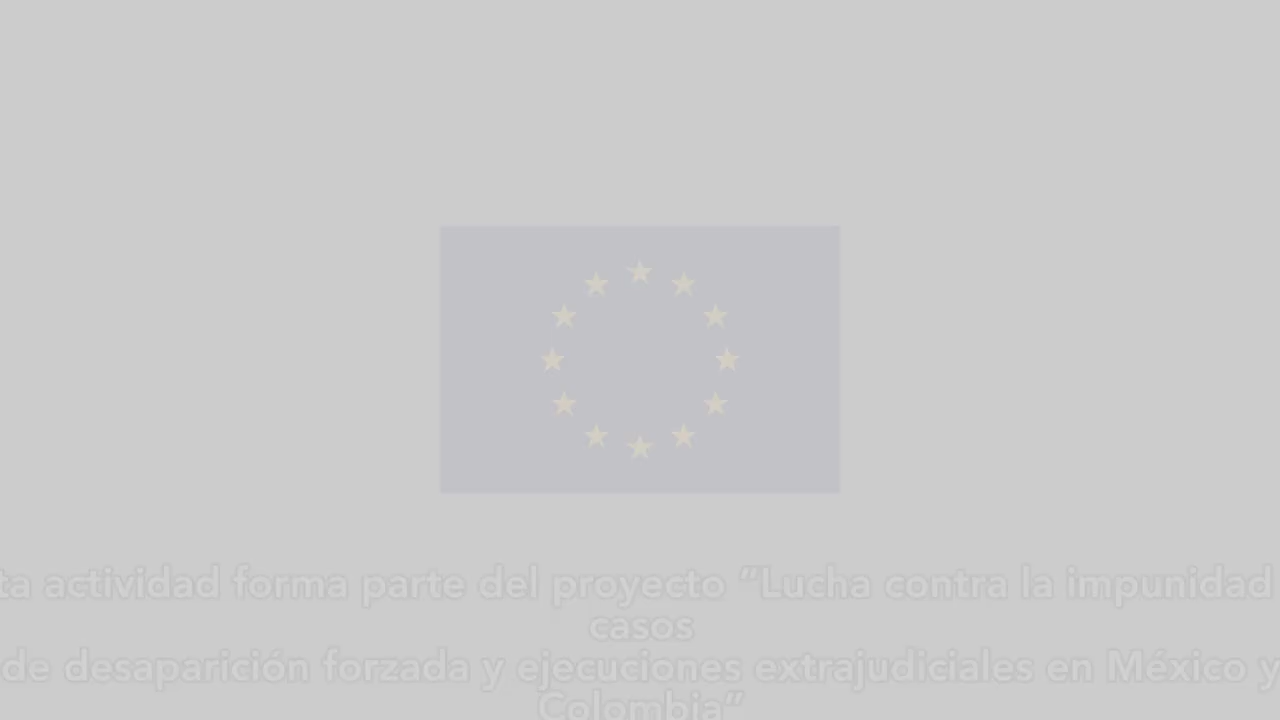 ta actividad forma parte del proyecto “Lucha contra la impunidad
casos
de desaparición forzada y ejecuciones extrajudiciales en México y
Colombia”